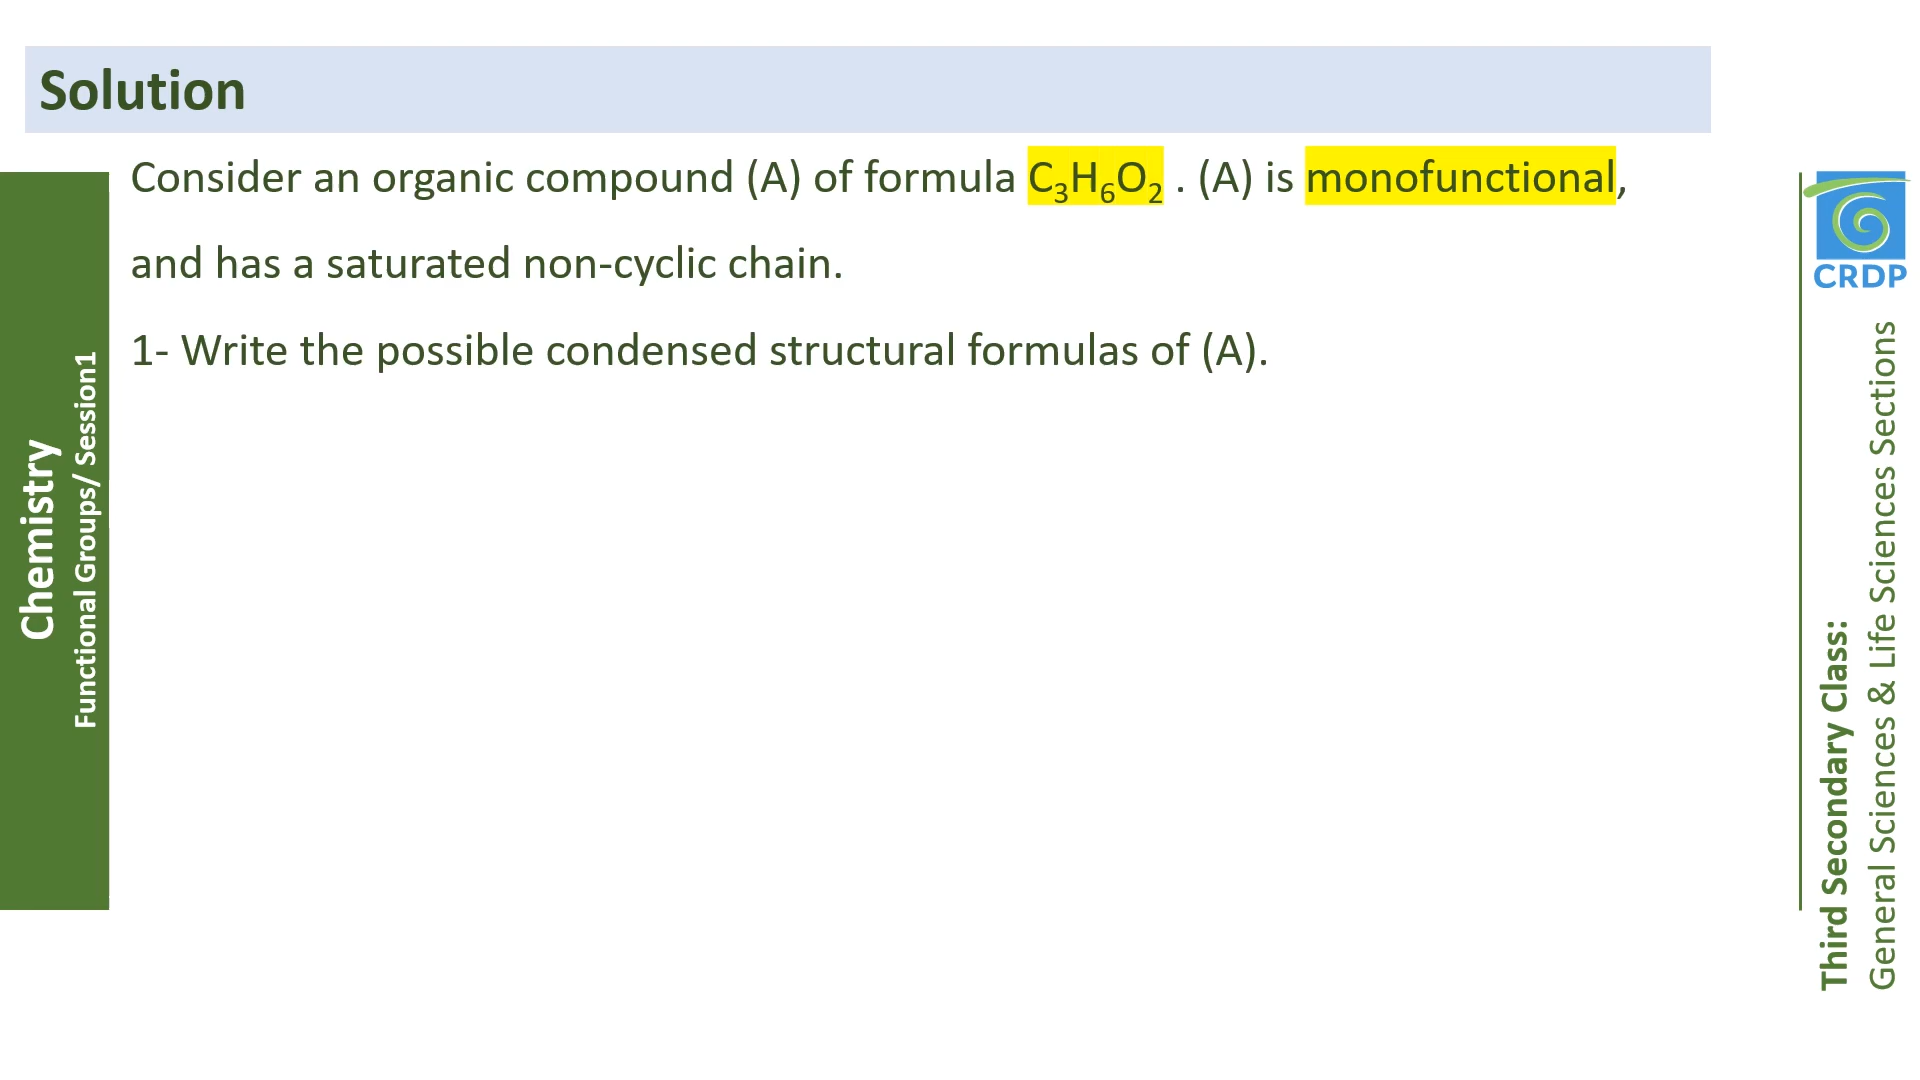 Solution
Consider an organic compound (A) of formula C₃H₆O₂ . (A) is monofunctional,
and has a saturated non-cyclic chain.
1- Write the possible condensed structural formulas of (A).
Chemistry
Functional Groups/ Session1
CRDP
Third Secondary Class:
General Sciences & Life Sciences Sections